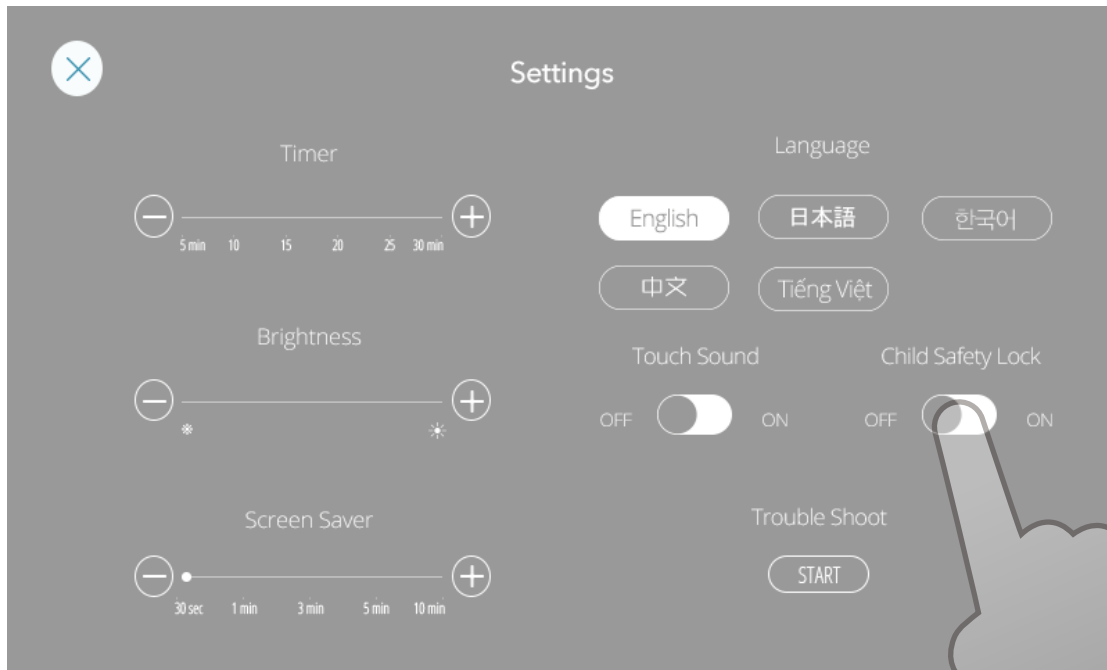 Settings
Timer
5 min 10 15 20 25 30 min
Brightness
Screen Saver
30 sec 1 min 3 min 5 min 10 min
Language
English 日本語 한국어
中文 Tiếng Việt
Touch Sound Child Safety Lock
OFF ON OFF ON
Trouble Shoot
START